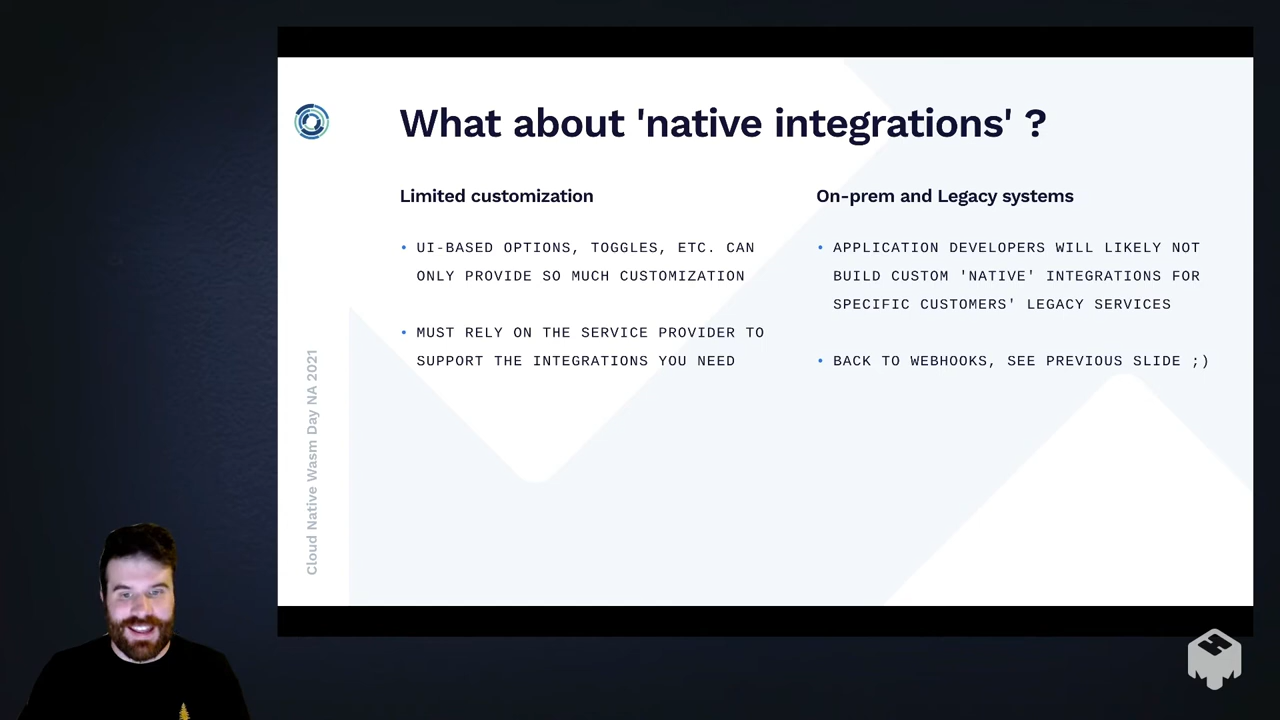 What about 'native integrations' ?
Limited customization
• UI-BASED OPTIONS, TOGGLES, ETC. CAN
ONLY PROVIDE SO MUCH CUSTOMIZATION
• MUST RELY ON THE SERVICE PROVIDER TO
SUPPORT THE INTEGRATIONS YOU NEED
On-prem and Legacy systems
• APPLICATION DEVELOPERS WILL LIKELY NOT
BUILD CUSTOM 'NATIVE' INTEGRATIONS FOR
SPECIFIC CUSTOMERS' LEGACY SERVICES
• BACK TO WEBHOOKS, SEE PREVIOUS SLIDE ;)
Cloud Native Wasm Day NA 2021